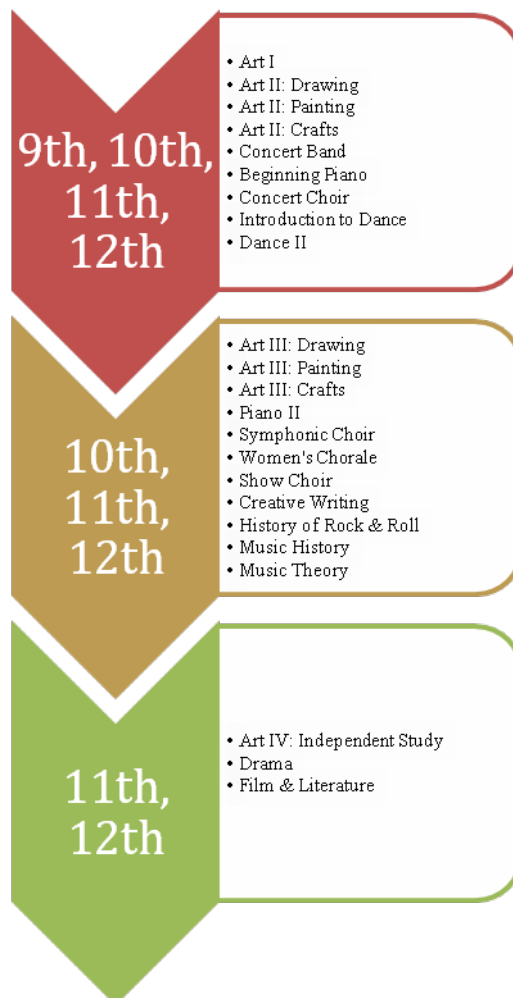 9th, 10th,
11th,
12th
• Art I
• Art II: Drawing
• Art II: Painting
• Art II: Crafts
• Concert Band
• Beginning Piano
• Concert Choir
• Introduction to Dance
• Dance II
10th,
11th,
12th
• Art III: Drawing
• Art III: Painting
• Art III: Crafts
• Piano II
• Symphonic Choir
• Women's Chorale
• Show Choir
• Creative Writing
• History of Rock & Roll
• Music History
• Music Theory
11th,
12th
• Art IV: Independent Study
• Drama
• Film & Literature